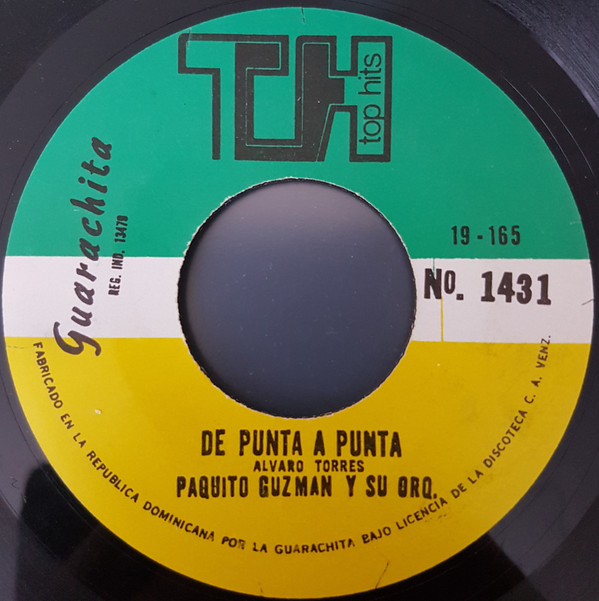 TH
top hits
Guarachita
REG. IND. 13470
19-165
Nº. 1431
DE PUNTA A PUNTA
ALVARO TORRES
PAQUITO GUZMAN Y SU ORQ.
FABRICADO EN LA REPUBLICA DOMINICANA POR LA GUARACHITA BAJO LICENCIA DE LA DISCOTECA C. A. VENZ.